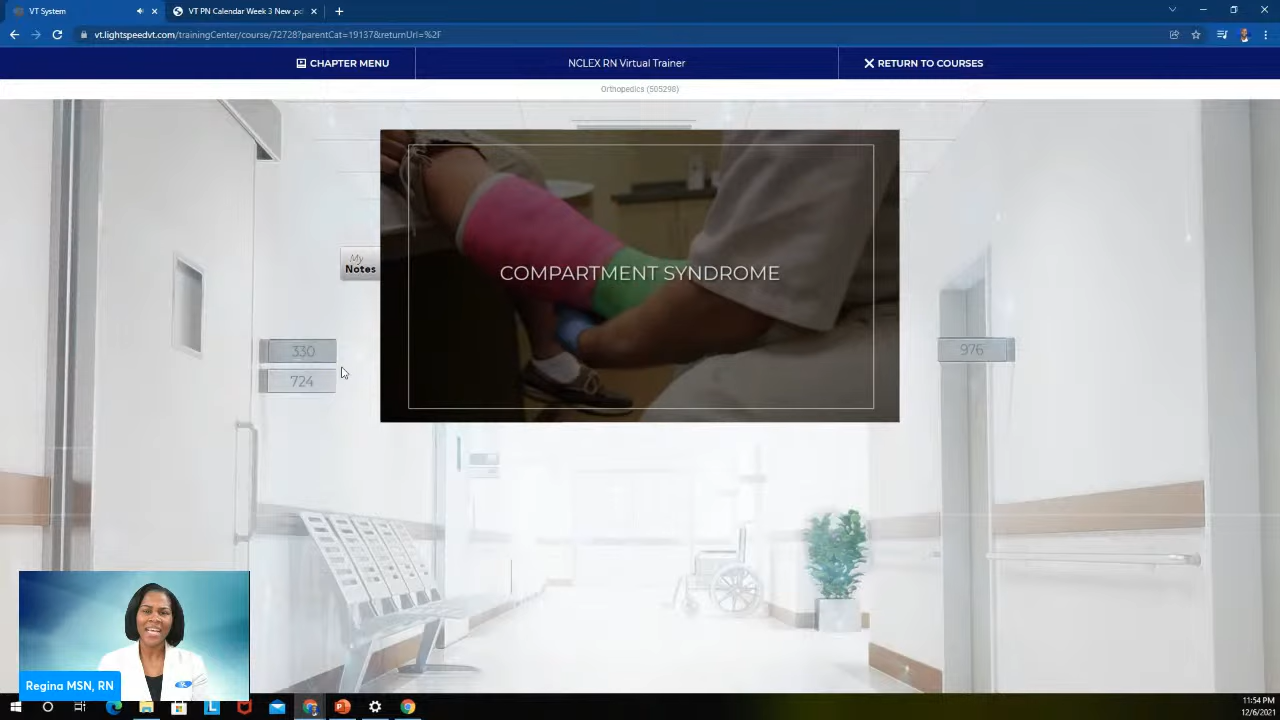 VT System
VT PN Calendar Week 3 New .pdf
vt.lightspeedvt.com/trainingCenter/course/72728?parentCat=19137&returnUrl=%2F
CHAPTER MENU
NCLEX RN Virtual Trainer
RETURN TO COURSES
Orthopedics (505298)
COMPARTMENT SYNDROME
My
Notes
330
724
976
Regina MSN, RN
11:54 PM
12/6/2021